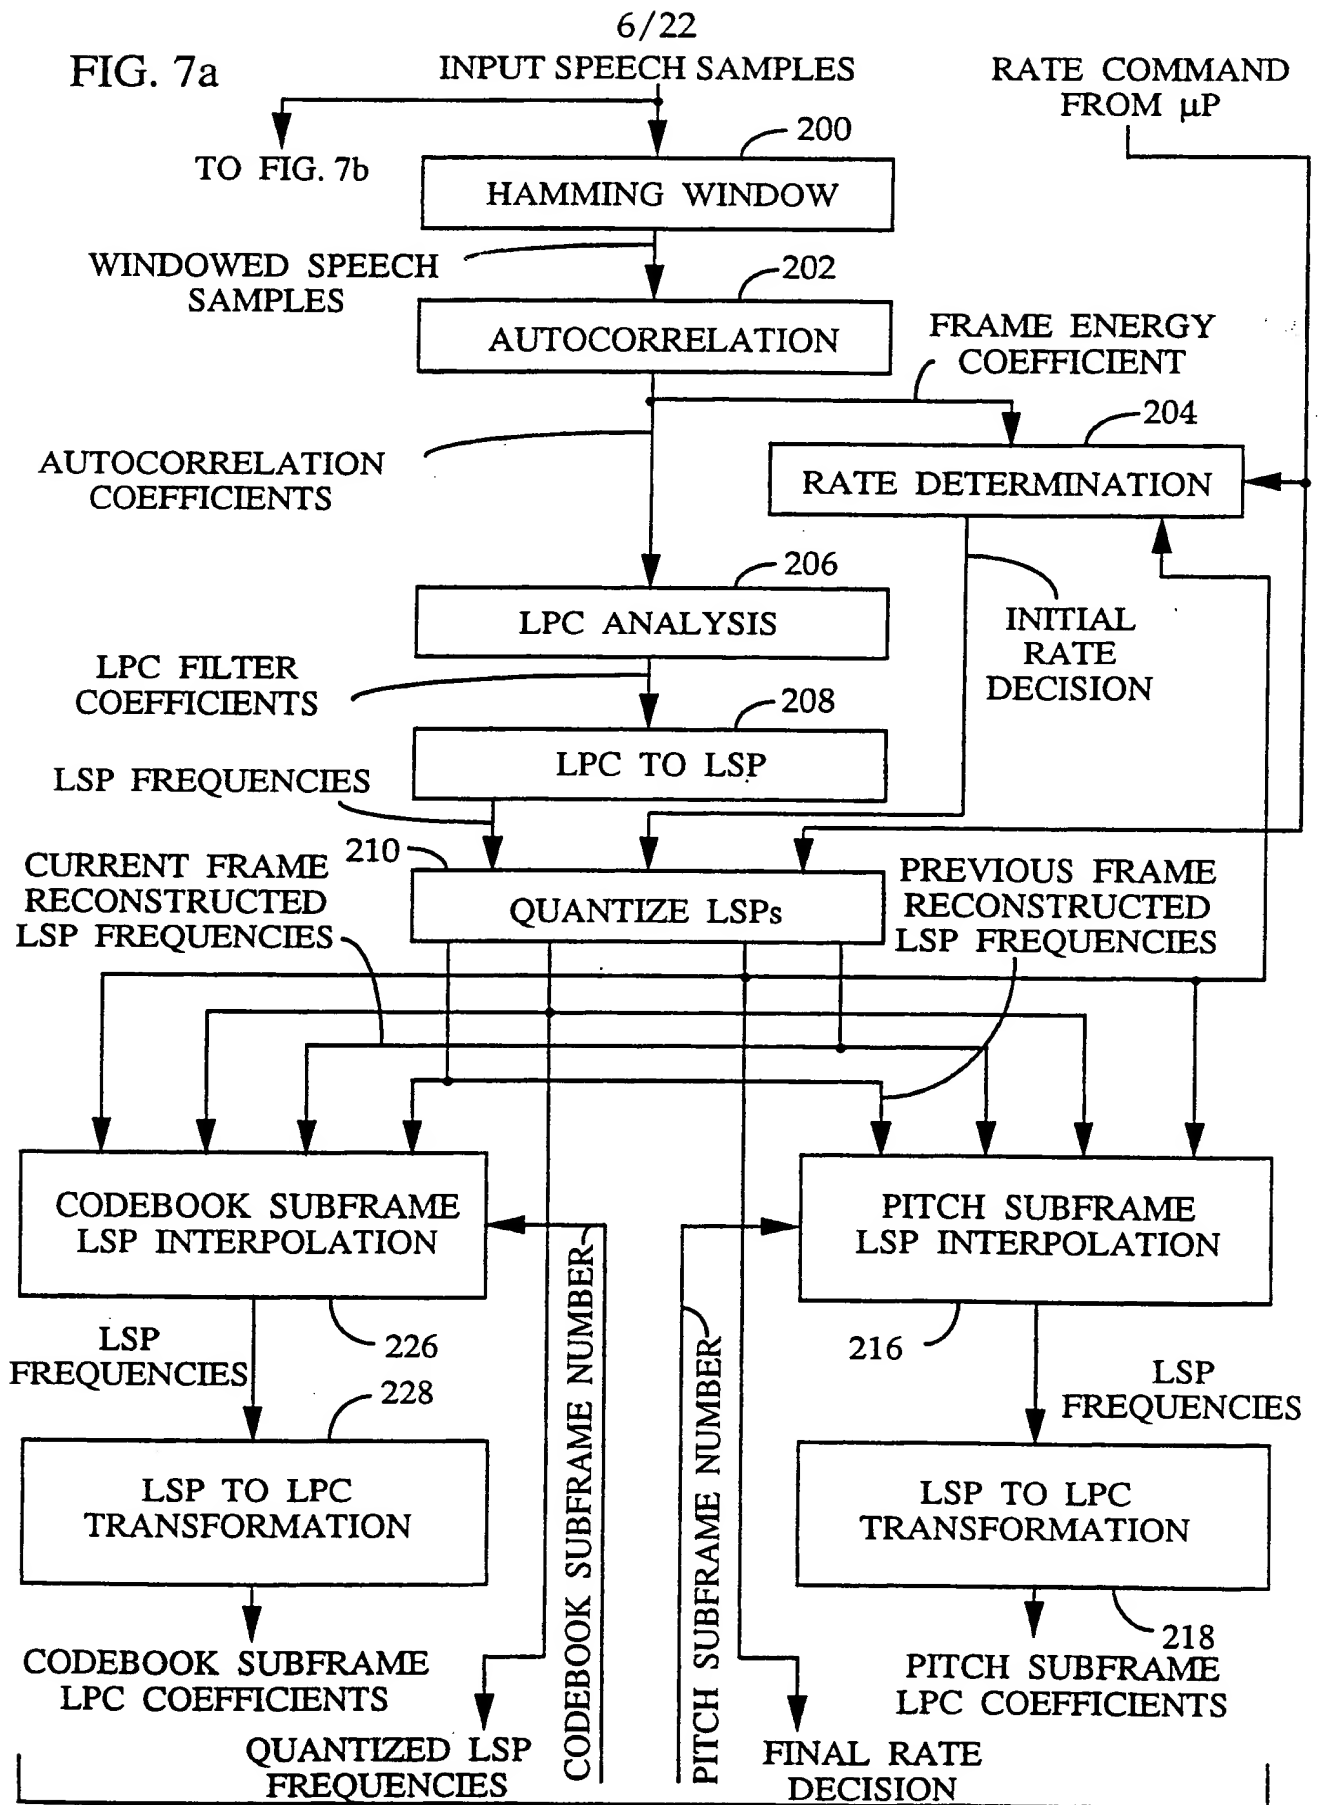 6/22
FIG. 7a
INPUT SPEECH SAMPLES
RATE COMMAND
FROM µP
TO FIG. 7b
200
HAMMING WINDOW
WINDOWED SPEECH
SAMPLES
202
AUTOCORRELATION
FRAME ENERGY
COEFFICIENT
204
AUTOCORRELATION
COEFFICIENTS
RATE DETERMINATION
206
LPC ANALYSIS
INITIAL
RATE
DECISION
LPC FILTER
COEFFICIENTS
208
LPC TO LSP
LSP FREQUENCIES
210
CURRENT FRAME
RECONSTRUCTED
LSP FREQUENCIES
QUANTIZE LSPs
PREVIOUS FRAME
RECONSTRUCTED
LSP FREQUENCIES
CODEBOOK SUBFRAME
LSP INTERPOLATION
PITCH SUBFRAME
LSP INTERPOLATION
226
216
LSP
FREQUENCIES
228
LSP
FREQUENCIES
CODEBOOK SUBFRAME NUMBER
PITCH SUBFRAME NUMBER
LSP TO LPC
TRANSFORMATION
LSP TO LPC
TRANSFORMATION
218
CODEBOOK SUBFRAME
LPC COEFFICIENTS
PITCH SUBFRAME
LPC COEFFICIENTS
QUANTIZED LSP
FREQUENCIES
FINAL RATE
DECISION